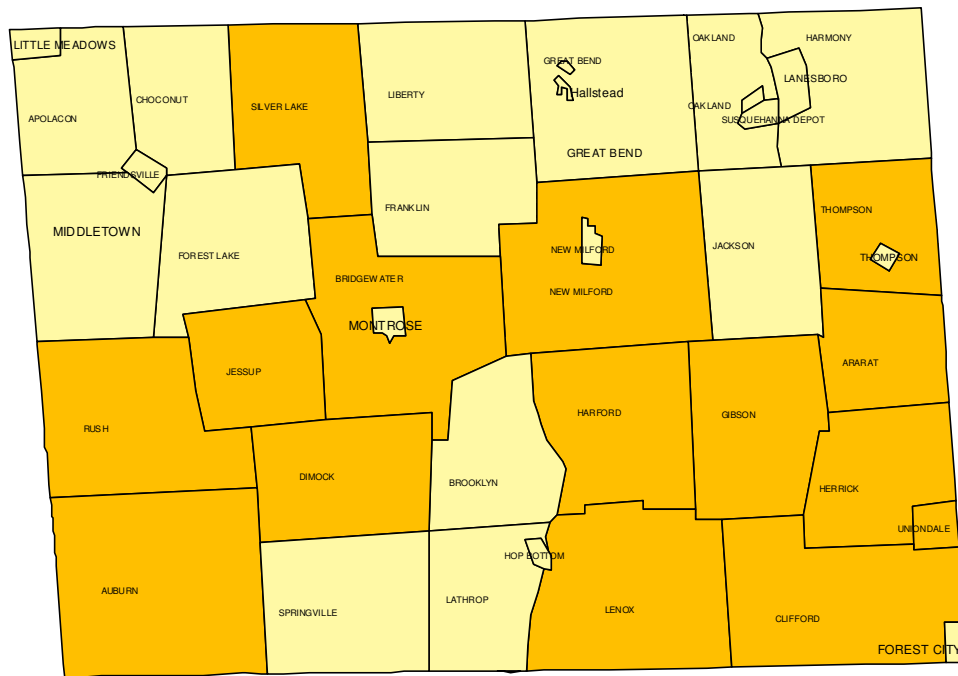 OAKLAND
HARMONY
LITTLE MEADOWS
GREAT BEND
LANESBORO
Hallstead
LIBERTY
CHOCONUT
SILVER LAKE
OAKLAND
APOLACON
SUSQUEHANNA DEPOT
GREAT BEND
FRIENDSVILLE
FRANKLIN
THOMPSON
MIDDLETOWN
JACKSON
NEW MILFORD
FOREST LAKE
THOMPSON
BRIDGEWATER
NEW MILFORD
MONTROSE
ARARAT
JESSUP
HARFORD
GIBSON
RUSH
DIMOCK
BROOKLYN
HERRICK
UNIONDALE
HOP BOTTOM
AUBURN
LATHROP
LENOX
SPRINGVILLE
CLIFFORD
FOREST CITY